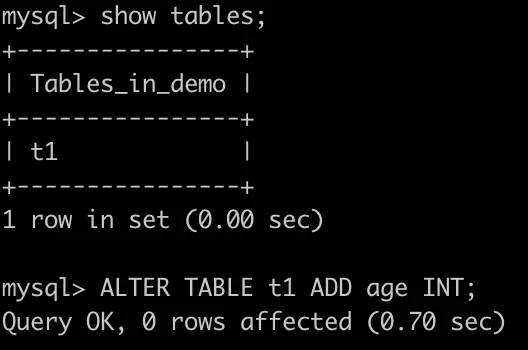 mysql> show tables;
+----------------+
| Tables_in_demo |
+----------------+
| t1             |
+----------------+
1 row in set (0.00 sec)

mysql> ALTER TABLE t1 ADD age INT;
Query OK, 0 rows affected (0.70 sec)